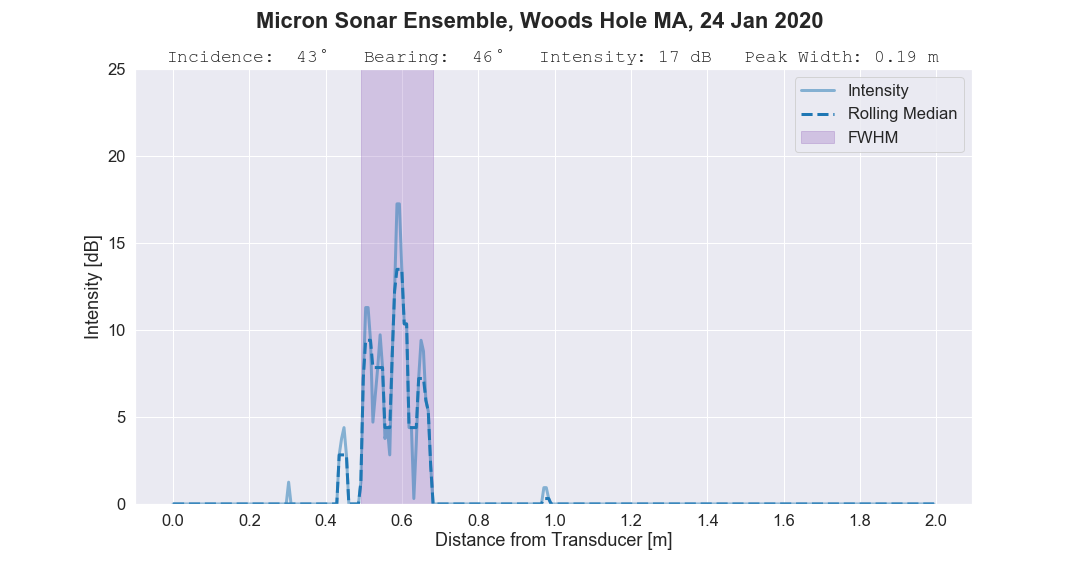 Micron Sonar Ensemble, Woods Hole MA, 24 Jan 2020
Incidence: 43˚ Bearing: 46˚ Intensity: 17 dB Peak Width: 0.19 m
Intensity
Rolling Median
FWHM
25
20
15
10
5
0
Intensity [dB]
0.0 0.2 0.4 0.6 0.8 1.0 1.2 1.4 1.6 1.8 2.0
Distance from Transducer [m]